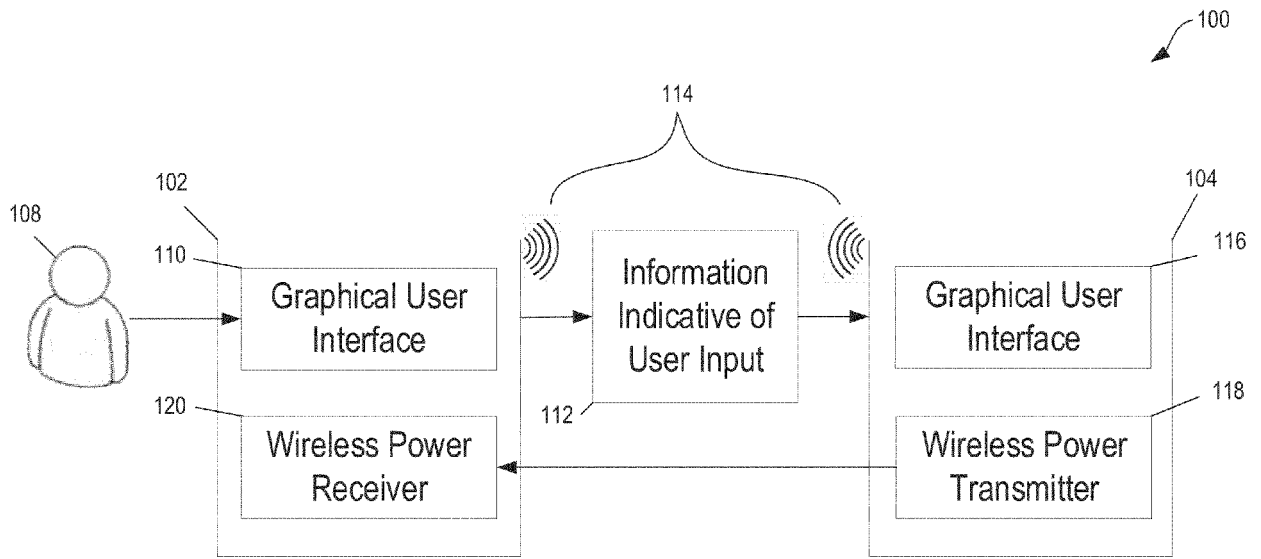 100
114
102
104
108
110
116
Graphical User
Interface
Information
Indicative of
User Input
Graphical User
Interface
120
112
118
Wireless Power
Receiver
Wireless Power
Transmitter